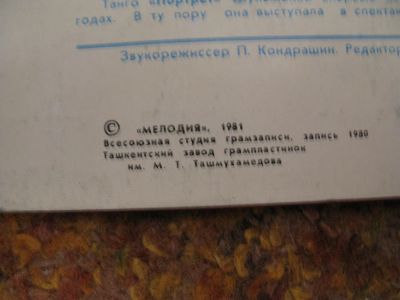 Танго «Портрет»
годах. В ту пору она выступала в спектак
Звукорежиссер П. Кондрашин. Редактор
© «МЕЛОДИЯ», 1981
Всесоюзная студия грамзаписи, запись 1980
Ташкентский завод грампластинок
им. М. Т. Ташмухамедова